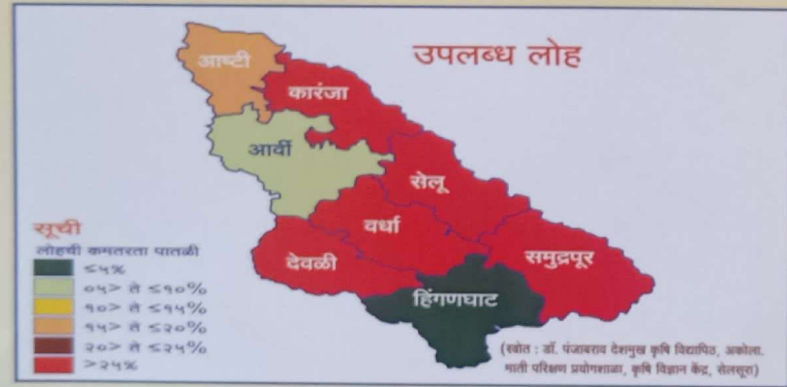 उपलब्ध लोह
आष्टी
कारंजा
आर्वी
सेलू
वर्धा
देवळी
समुद्रपूर
हिंगणघाट
सूची
लोहची कमतरता पातळी
≤५%
०५> ते ≤१०%
१०> ते ≤१५%
१५> ते ≤२०%
२०> ते ≤२५%
>२५%
(स्त्रोत : डॉ. पंजाबराव देशमुख कृषि विद्यापिठ, अकोला.
माती परिक्षण प्रयोगशाळा, कृषि विज्ञान केंद्र, सेलसूरा)